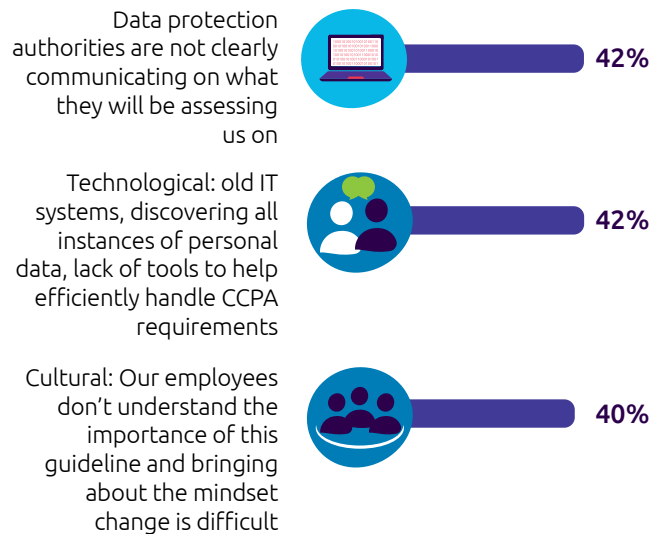 Data protection
authorities are not clearly
communicating on what
they will be assessing
us on
42%
Technological: old IT
systems, discovering all
instances of personal
data, lack of tools to help
efficiently handle CCPA
requirements
42%
Cultural: Our employees
don’t understand the
importance of this
guideline and bringing
about the mindset
change is difficult
40%